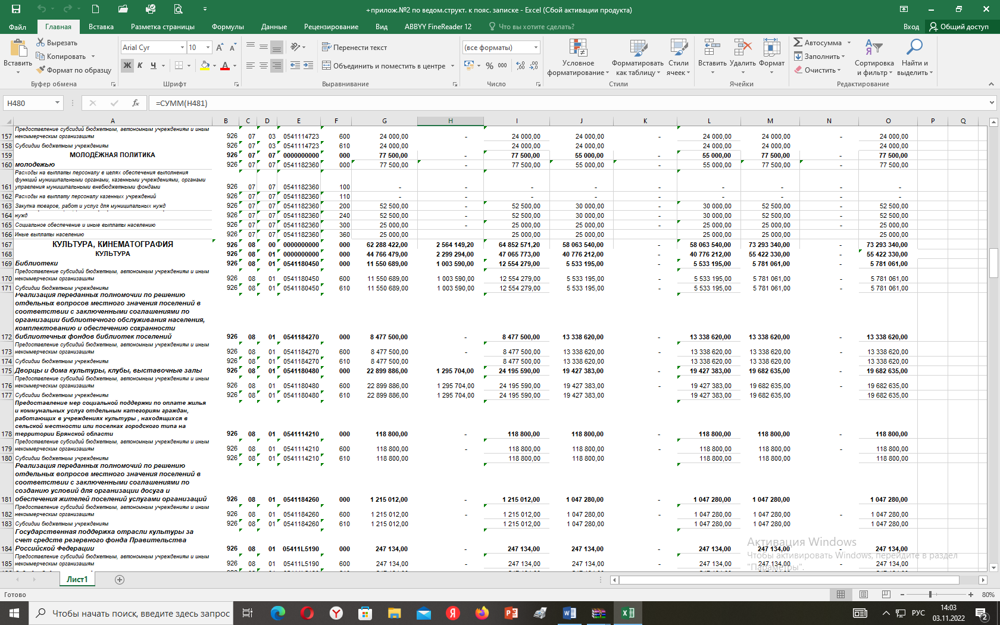 +прилож.№2 по ведом.структ. к пояс. записке - Excel (Сбой активации продукта)
Файл Главная Вставка Разметка страницы Формулы Данные Рецензирование Вид ABBYY FineReader 12 Что вы хотите сделать? Вход Общий доступ
Вставить Вырезать Копировать Формат по образцу Буфер обмена
Arial Cyr 10 Ж К Ч Шрифт
Перенести текст Объединить и поместить в центре Выравнивание
(все форматы) % 000 Число
Условное форматирование Форматировать как таблицу Стили ячеек Стили
Вставить Удалить Формат Ячейки
Автосумма Заполнить Очистить Сортировка и фильтр Найти и выделить Редактирование
H480 fx =СУММ(H481)
A B C D E F G H I J K L M N O P Q
Предоставление субсидий бюджетным, автономным учреждениям и иным
157 некоммерческим организациям 926 07 03 0541114723 600 24 000,00 - 24 000,00 24 000,00 - 24 000,00 24 000,00 - 24 000,00
158 Субсидии бюджетным учреждениям 926 07 03 0541114723 610 24 000,00 24 000,00 24 000,00 24 000,00 24 000,00 24 000,00
159 МОЛОДЁЖНАЯ ПОЛИТИКА 926 07 07 0000000000 000 77 500,00 - 77 500,00 55 000,00 - 55 000,00 77 500,00 - 77 500,00
160 молодежью 926 07 07 0541182360 000 77 500,00 - 77 500,00 55 000,00 - 55 000,00 77 500,00 - 77 500,00
Расходы на выплаты персоналу в целях обеспечения выполнения
функций муниципальными органами, казенными учреждениями, органами
161 управления муниципальными внебюджетными фондами 926 07 07 0541182360 100 - - - - - - - - -
162 Расходы на выплату персоналу казенных учреждений 926 07 07 0541182360 110 - - - - - - - - -
163 Закупка товаров, работ и услуг для муниципальных нужд 926 07 07 0541182360 200 52 500,00 - 52 500,00 30 000,00 - 30 000,00 52 500,00 - 52 500,00
164 нужд 926 07 07 0541182360 240 52 500,00 - 52 500,00 30 000,00 - 30 000,00 52 500,00 - 52 500,00
165 Социальное обеспечение и иные выплаты населению 926 07 07 0541182360 300 25 000,00 - 25 000,00 25 000,00 - 25 000,00 25 000,00 - 25 000,00
166 Иные выплаты населению 926 07 07 0541182360 360 25 000,00 25 000,00 25 000,00 25 000,00 25 000,00 25 000,00
167 КУЛЬТУРА, КИНЕМАТОГРАФИЯ 926 08 00 0000000000 000 62 288 422,00 2 564 149,20 64 852 571,20 58 063 540,00 - 58 063 540,00 73 293 340,00 - 73 293 340,00
168 КУЛЬТУРА 926 08 01 0000000000 000 44 766 479,00 2 299 294,00 47 065 773,00 40 776 212,00 - 40 776 212,00 55 422 330,00 - 55 422 330,00
169 Библиотеки 926 08 01 0541180450 000 11 550 689,00 1 003 590,00 12 554 279,00 5 533 195,00 - 5 533 195,00 5 781 061,00 - 5 781 061,00
Предоставление субсидий бюджетным, автономным учреждениям и иным
170 некоммерческим организациям 926 08 01 0541180450 600 11 550 689,00 1 003 590,00 12 554 279,00 5 533 195,00 - 5 533 195,00 5 781 061,00 - 5 781 061,00
171 Субсидии бюджетным учреждениям 926 08 01 0541180450 610 11 550 689,00 1 003 590,00 12 554 279,00 5 533 195,00 - 5 533 195,00 5 781 061,00 - 5 781 061,00
Реализация переданных полномочий по решению
отдельных вопросов местного значения поселений в
соответствии с заключенными соглашениями по
организации библиотечного обслуживания населения,
комплектованию и обеспечению сохранности
172 библиотечных фондов библиотек поселений 926 08 01 0541184270 000 8 477 500,00 - 8 477 500,00 13 338 620,00 - 13 338 620,00 13 338 620,00 - 13 338 620,00
Предоставление субсидий бюджетным, автономным учреждениям и иным
173 некоммерческим организациям 926 08 01 0541184270 600 8 477 500,00 - 8 477 500,00 13 338 620,00 - 13 338 620,00 13 338 620,00 - 13 338 620,00
174 Субсидии бюджетным учреждениям 926 08 01 0541184270 610 8 477 500,00 8 477 500,00 13 338 620,00 13 338 620,00 13 338 620,00 13 338 620,00
175 Дворцы и дома культуры, клубы, выставочные залы 926 08 01 0541180480 000 22 899 886,00 1 295 704,00 24 195 590,00 19 427 383,00 - 19 427 383,00 19 682 635,00 - 19 682 635,00
Предоставление субсидий бюджетным, автономным учреждениям и иным
176 некоммерческим организациям 926 08 01 0541180480 600 22 899 886,00 1 295 704,00 24 195 590,00 19 427 383,00 - 19 427 383,00 19 682 635,00 - 19 682 635,00
177 Субсидии бюджетным учреждениям 926 08 01 0541180480 610 22 899 886,00 1 295 704,00 24 195 590,00 19 427 383,00 19 427 383,00 19 682 635,00 19 682 635,00
Предоставление мер социальной поддержки по оплате жилья
и коммунальных услуг отдельным категориям граждан,
работающих в учреждениях культуры , находящихся в
сельской местности или поселках городского типа на
178 территории Брянской области 926 08 01 0541114210 000 118 800,00 - 118 800,00 118 800,00 - 118 800,00 118 800,00 - 118 800,00
Предоставление субсидий бюджетным, автономным учреждениям и иным
179 некоммерческим организациям 926 08 01 0541114210 600 118 800,00 - 118 800,00 118 800,00 - 118 800,00 118 800,00 - 118 800,00
180 Субсидии бюджетным учреждениям 926 08 01 0541114210 610 118 800,00 118 800,00 118 800,00 118 800,00 118 800,00 118 800,00
Реализация переданных полномочий по решению
отдельных вопросов местного значения поселений в
соответствии с заключенными соглашениями по
созданию условий для организации досуга и
181 обеспечения жителей поселений услугами организаций 926 08 01 0541184260 000 1 215 012,00 - 1 215 012,00 1 047 280,00 - 1 047 280,00 1 047 280,00 1 047 280,00
Предоставление субсидий бюджетным, автономным учреждениям и иным
182 некоммерческим организациям 926 08 01 0541184260 600 1 215 012,00 - 1 215 012,00 1 047 280,00 - 1 047 280,00 1 047 280,00 - 1 047 280,00
183 Субсидии бюджетным учреждениям 926 08 01 0541184260 610 1 215 012,00 1 215 012,00 1 047 280,00 1 047 280,00 1 047 280,00 1 047 280,00
Государственная поддержка отрасли культуры за
счет средств резервного фонда Правительства
184 Российской Федерации 926 08 01 05411L5190 000 247 134,00 - 247 134,00 247 134,00 - 247 134,00 247 134,00 - 247 134,00
Предоставление субсидий бюджетным, автономным учреждениям и иным
185 некоммерческим организациям 926 08 01 05411L5190 600 247 134,00 - 247 134,00 247 134,00 - 247 134,00 247 134,00 - 247 134,00
Активация Windows
Чтобы активировать Windows, перейдите в раздел
"Параметры".
Лист1
Готово 80%
Чтобы начать поиск, введите здесь запрос РУС 14:03
03.11.2022 2